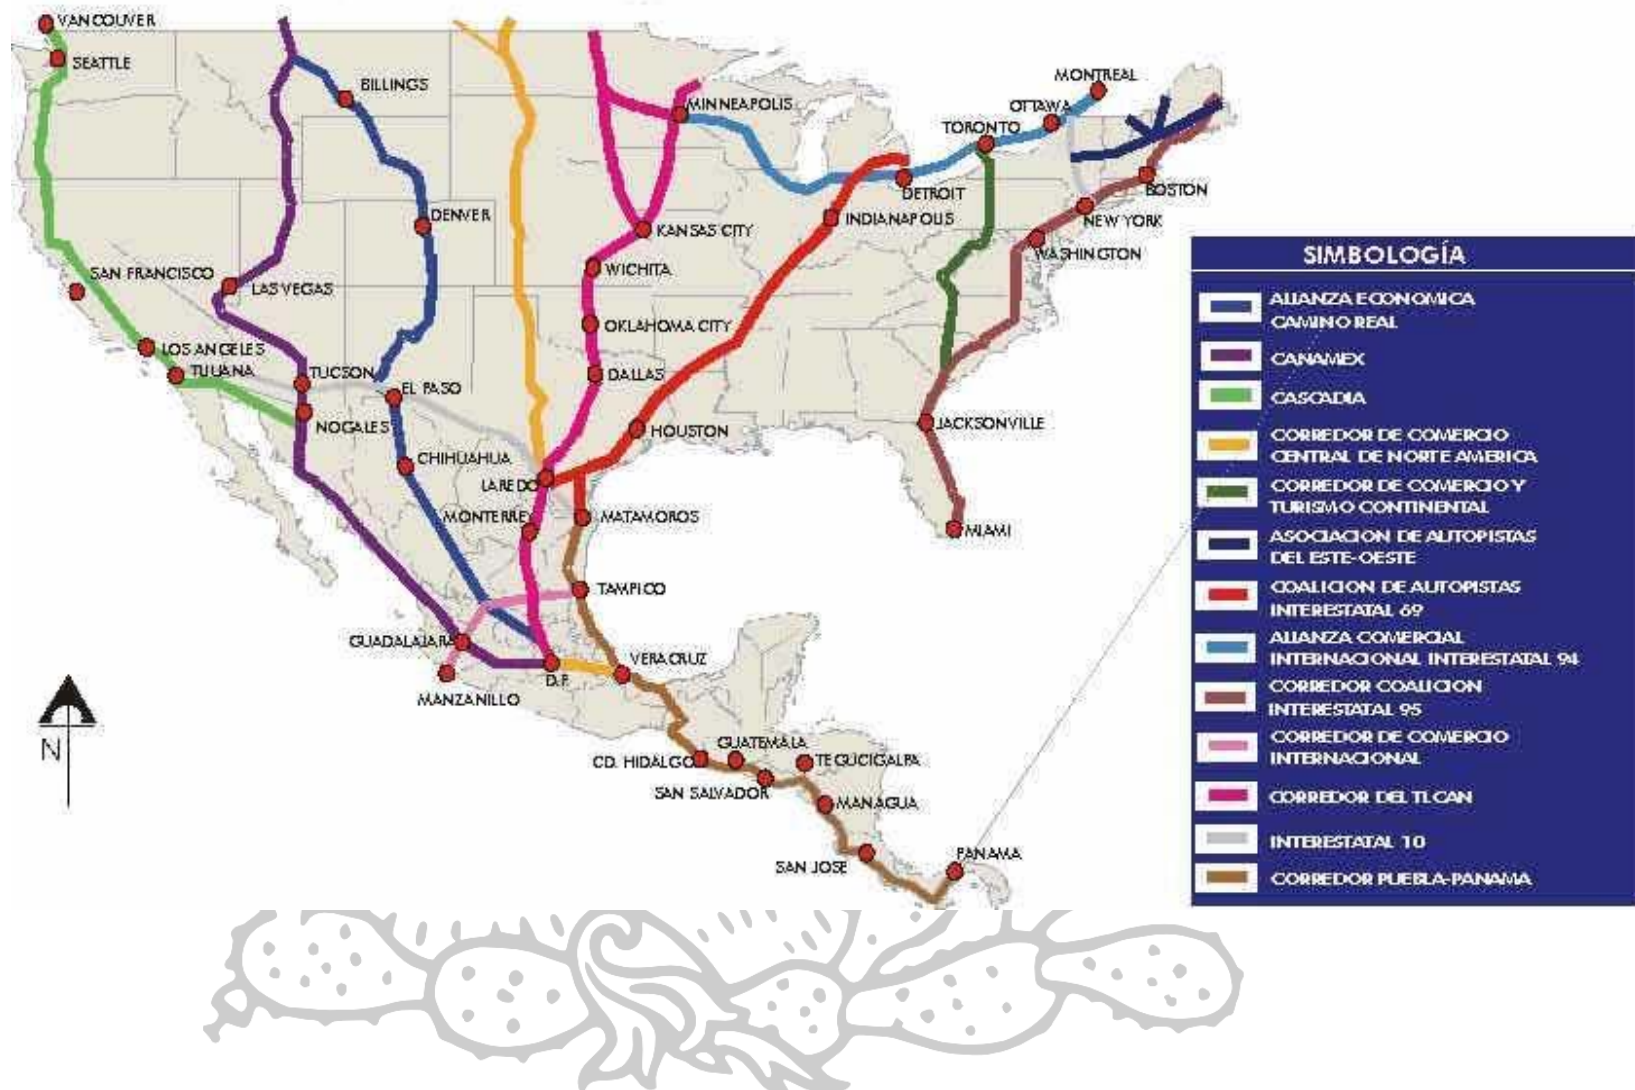 VANCOUVER
SEATTLE
BILLINGS
MINNEAPOLIS
MONTREAL
OTTAWA
TORONTO
DETROIT
BOSTON
NEW YORK
WASHINGTON
DENVER
INDIANAPOLIS
KANSAS CITY
SAN FRANCISCO
LAS VEGAS
WICHITA
OKLAHOMA CITY
LOS ANGELES
TIJUANA
TUCSON
EL PASO
DALLAS
NOGALES
HOUSTON
JACKSONVILLE
CHIHUAHUA
LAREDO
MONTERREY
MATAMOROS
MIAMI
TAMPICO
GUADALAJARA
VERACRUZ
D.F.
MANZANILLO
N
GUATEMALA
CD. HIDALGO
TEGUCIGALPA
SAN SALVADOR
MANAGUA
SAN JOSE
PANAMA
SIMBOLOGÍA
ALIANZA ECONOMICA
CAMINO REAL
CANAMEX
CASCADIA
CORREDOR DE COMERCIO
CENTRAL DE NORTE AMERICA
CORREDOR DE COMERCIO Y
TURISMO CONTINENTAL
ASOCIACION DE AUTOPISTAS
DEL ESTE-OESTE
COALICION DE AUTOPISTAS
INTERESTATAL 69
ALIANZA COMERCIAL
INTERNACIONAL INTERESTATAL 94
CORREDOR COALICION
INTERESTATAL 95
CORREDOR DE COMERCIO
INTERNACIONAL
CORREDOR DEL TLCAN
INTERESTATAL 10
CORREDOR PUEBLA-PANAMA